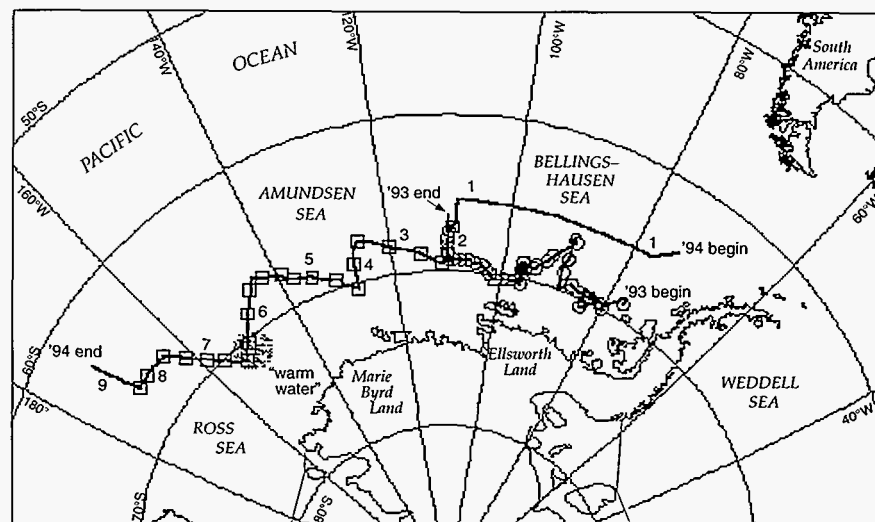 120°W
100°W
80°W
140°W
OCEAN
South
America
50°S
PACIFIC
160°W
BELLINGS–
HAUSEN
SEA
1
'93 end
AMUNDSEN
SEA
60°W
3
2
1
'94 begin
5
4
'93 begin
6
'94 end
7
60°S
"warm
water"
Ellsworth
Land
9
8
Marie
Byrd
Land
WEDDELL
SEA
180°
40°W
ROSS
SEA
70°S
80°S